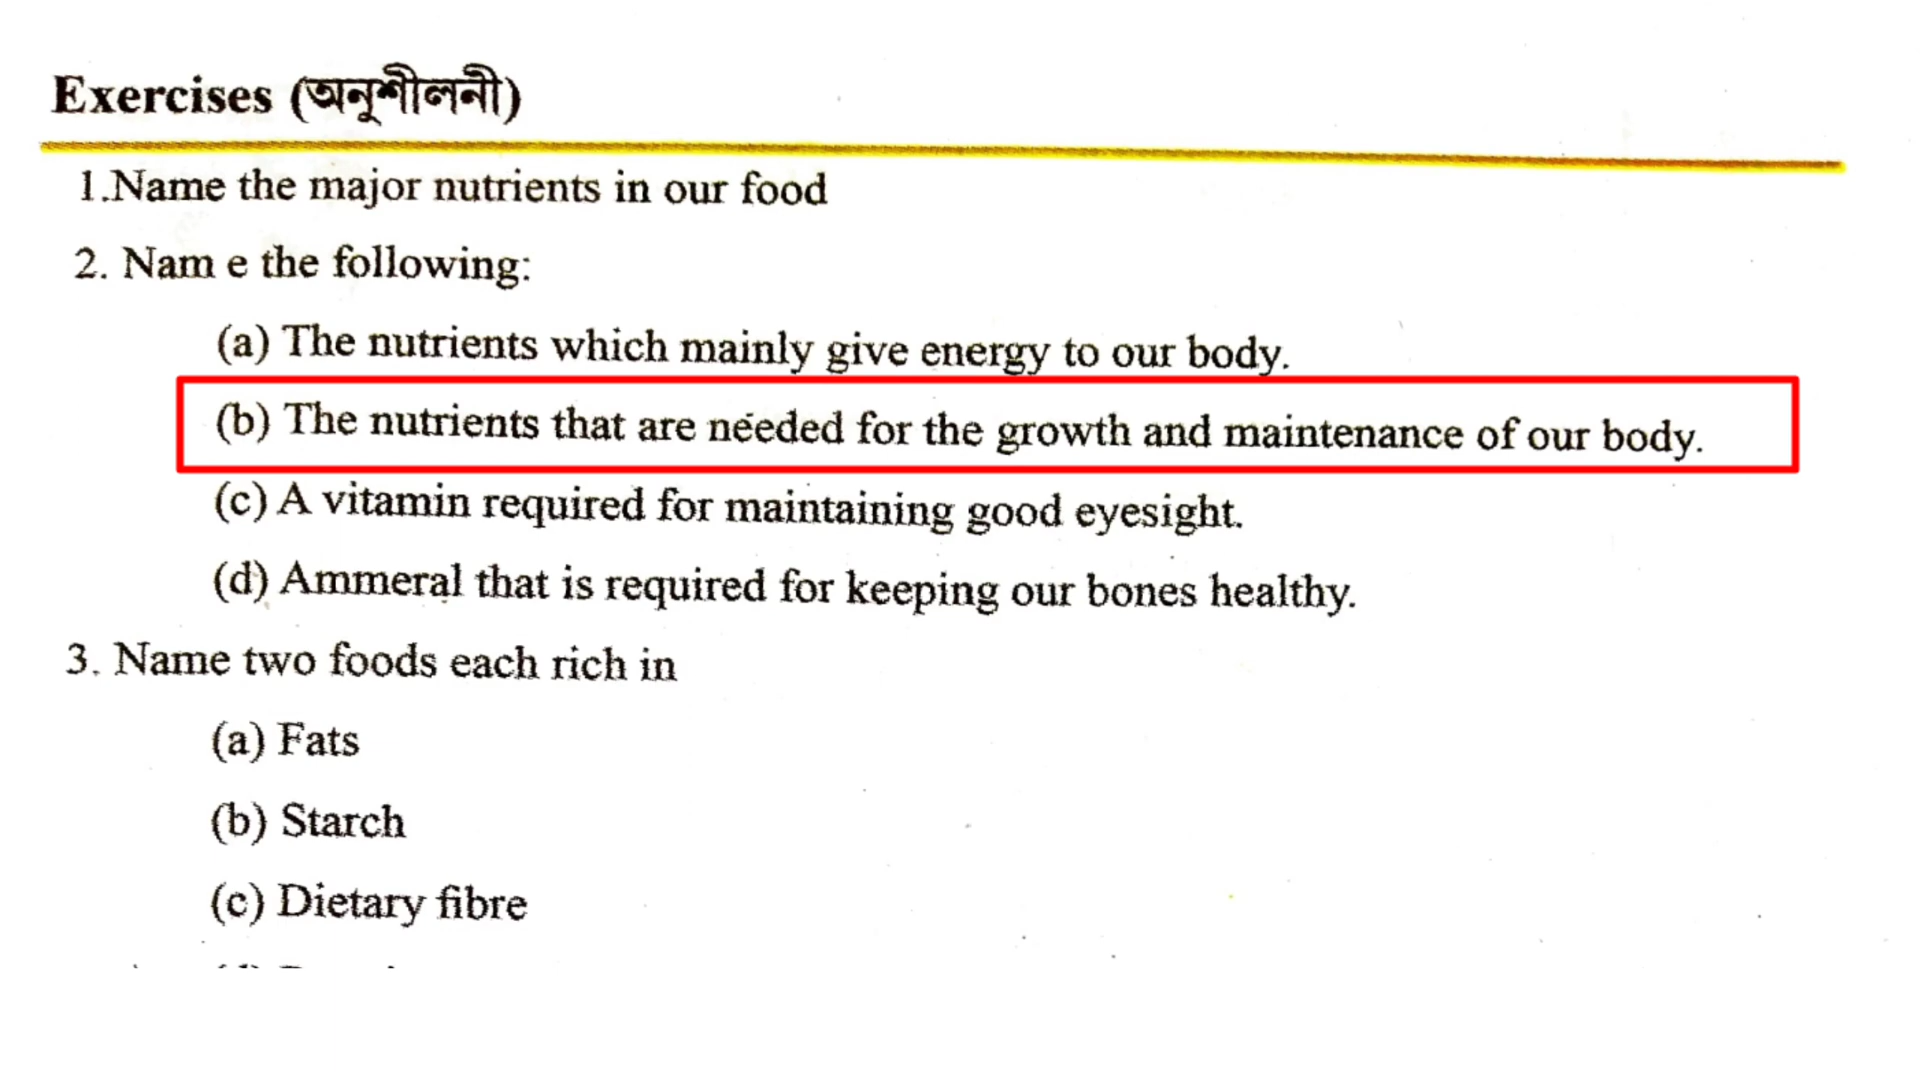 Exercises (অনুশীলনী)
1.Name the major nutrients in our food
2. Nam e the following:
(a) The nutrients which mainly give energy to our body.
(b) The nutrients that are needed for the growth and maintenance of our body.
(c) A vitamin required for maintaining good eyesight.
(d) Ammeral that is required for keeping our bones healthy.
3. Name two foods each rich in
(a) Fats
(b) Starch
(c) Dietary fibre